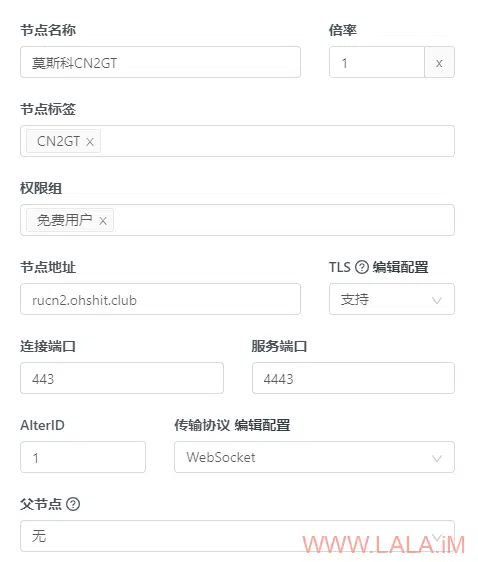 节点名称 倍率
莫斯科CN2GT 1 x
节点标签
CN2GT x
权限组
免费用户 x
节点地址 TLS ? 编辑配置
rucn2.ohshit.club 支持
连接端口 服务端口
443 4443
AlterID 传输协议 编辑配置
1 WebSocket
父节点 ?
无
WWW.LALA.iM